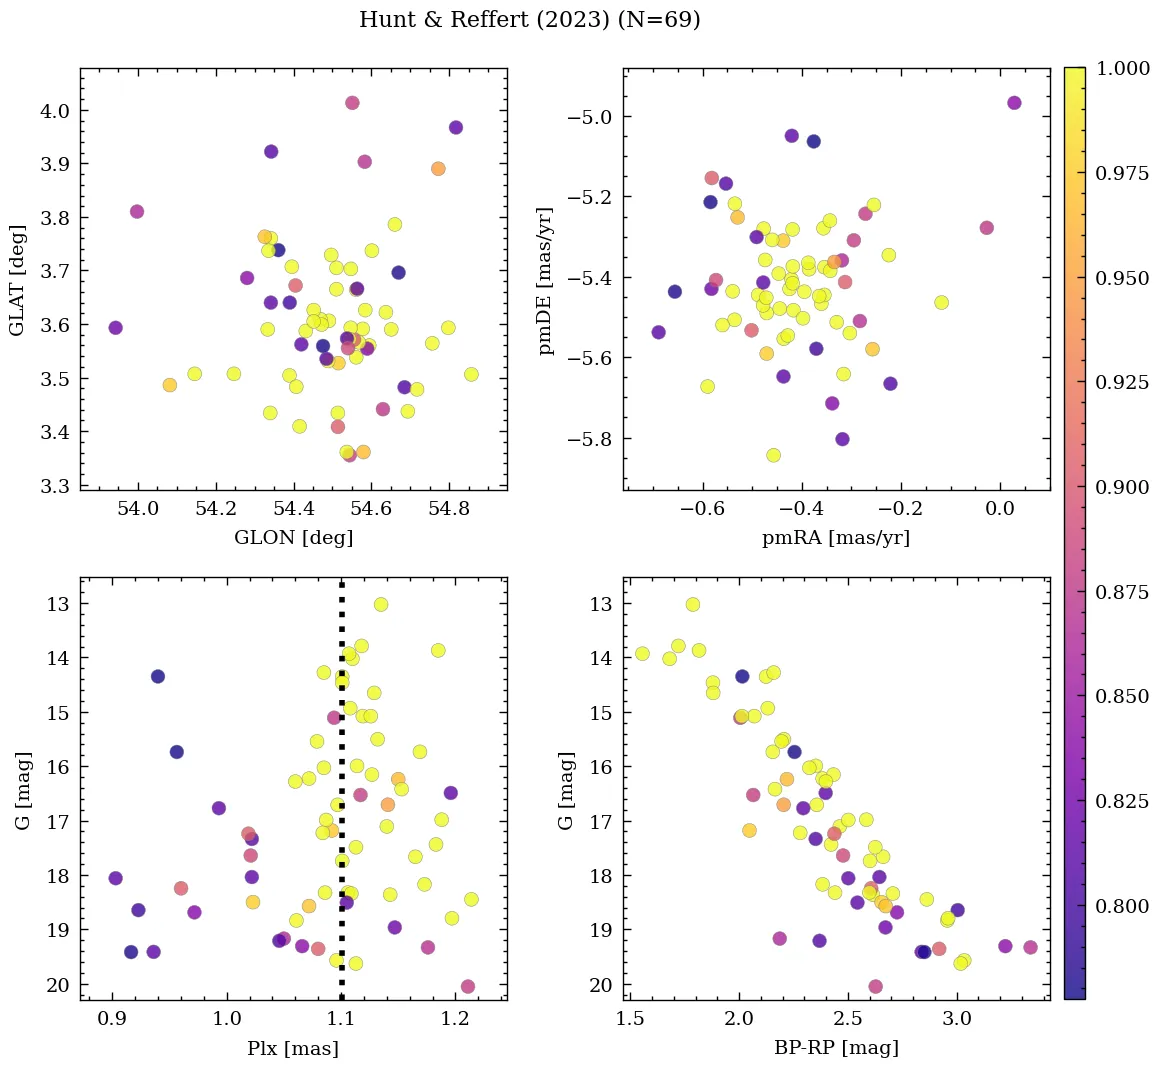 Hunt & Reffert (2023) (N=69)
4.0
3.9
3.8
3.7
3.6
3.5
3.4
3.3
GLAT [deg]
54.0 54.2 54.4 54.6 54.8
GLON [deg]
−5.0
−5.2
−5.4
−5.6
−5.8
pmDE [mas/yr]
−0.6 −0.4 −0.2 0.0
pmRA [mas/yr]
1.000
0.975
0.950
0.925
0.900
0.875
0.850
0.825
0.800
13
14
15
16
17
18
19
20
G [mag]
0.9 1.0 1.1 1.2
Plx [mas]
13
14
15
16
17
18
19
20
G [mag]
1.5 2.0 2.5 3.0
BP-RP [mag]